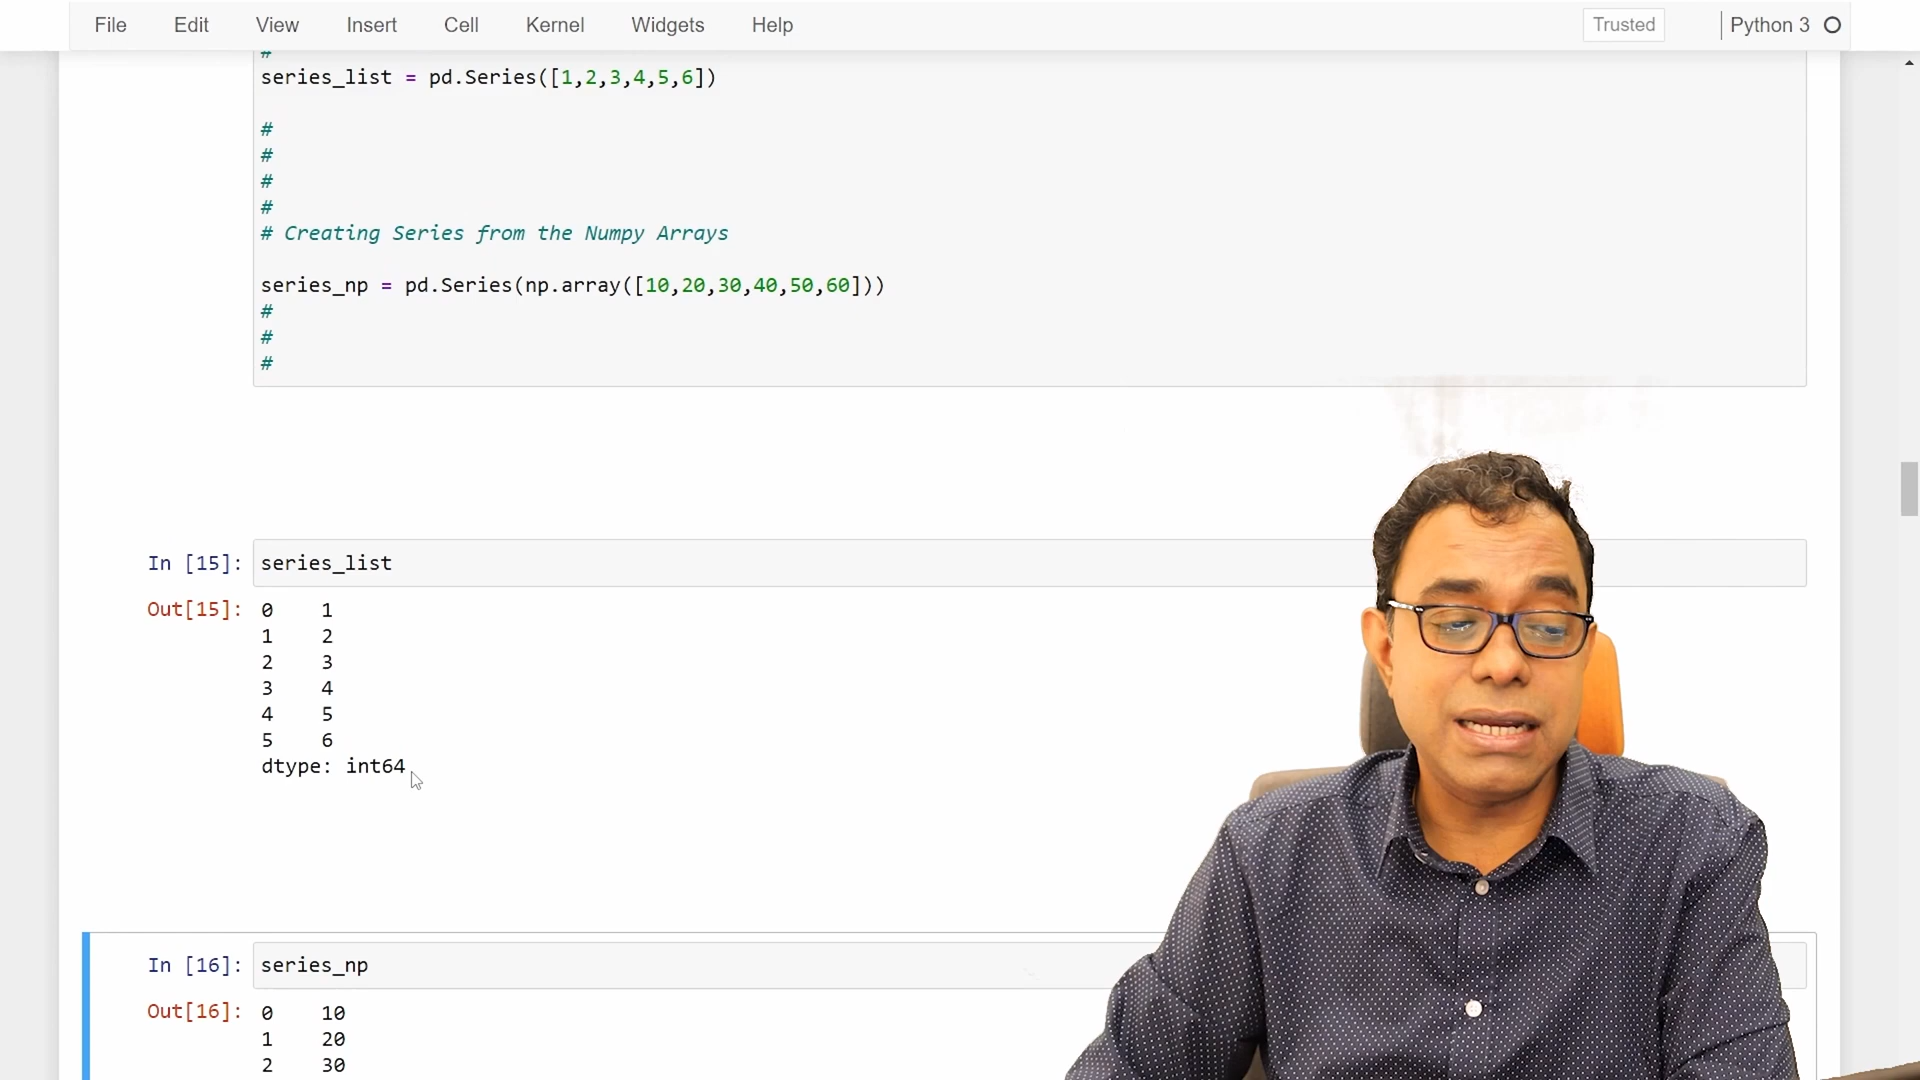 File Edit View Insert Cell Kernel Widgets Help Trusted Python 3
#
series_list = pd.Series([1,2,3,4,5,6])
#
#
#
#
# Creating Series from the Numpy Arrays
series_np = pd.Series(np.array([10,20,30,40,50,60]))
#
#
#
In [15]: series_list
Out[15]: 0 1
1 2
2 3
3 4
4 5
5 6
dtype: int64
In [16]: series_np
Out[16]: 0 10
1 20
2 30